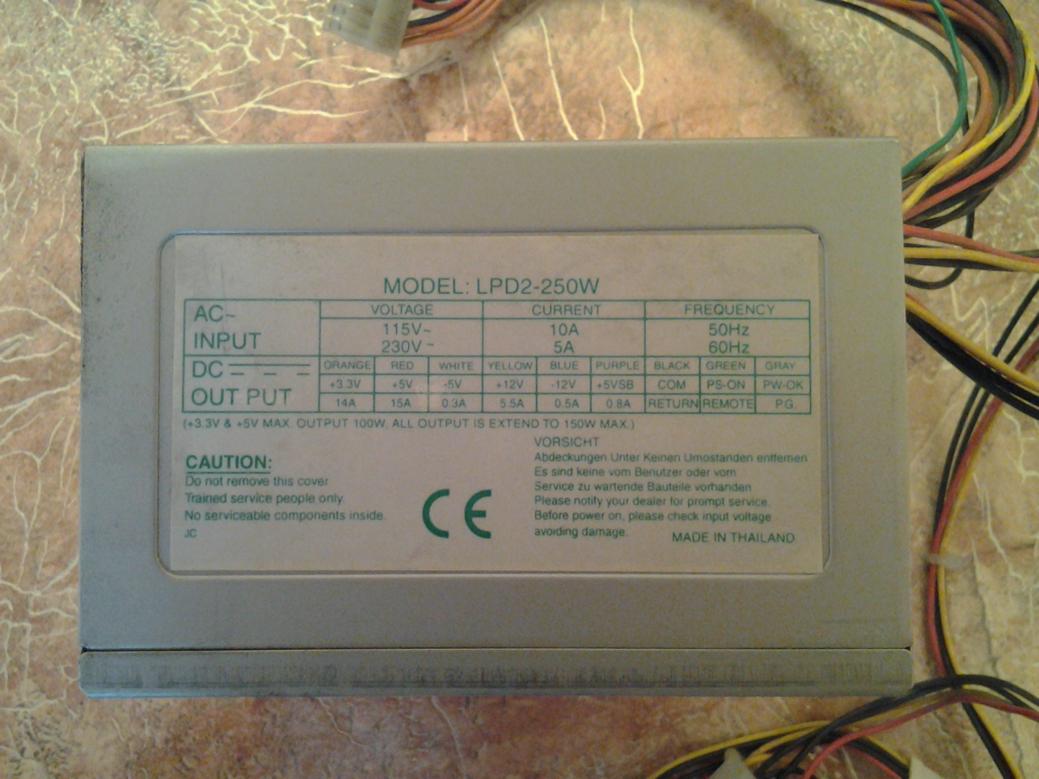 MODEL: LPD2-250W
AC~ INPUT
VOLTAGE CURRENT FREQUENCY
115V~ 10A 50Hz
230V~ 5A 60Hz
DC OUT PUT
ORANGE RED WHITE YELLOW BLUE PURPLE BLACK GREEN GRAY
+3.3V +5V -5V +12V -12V +5VSB COM PS-ON PW-OK
14A 15A 0.3A 5.5A 0.5A 0.8A RETURN REMOTE P.G.
(+3.3V & +5V MAX. OUTPUT 100W, ALL OUTPUT IS EXTEND TO 150W MAX.)
CAUTION:
Do not remove this cover
Trained service people only.
No serviceable components inside.
JC
CE
VORSICHT
Abdeckungen Unter Keinen Umostanden entfernen
Es sind keine vom Benutzer oder vom
Service zu wartende Bauteile vorhanden
Please notify your dealer for prompt service.
Before power on, please check input voltage
avoiding damage.
MADE IN THAILAND